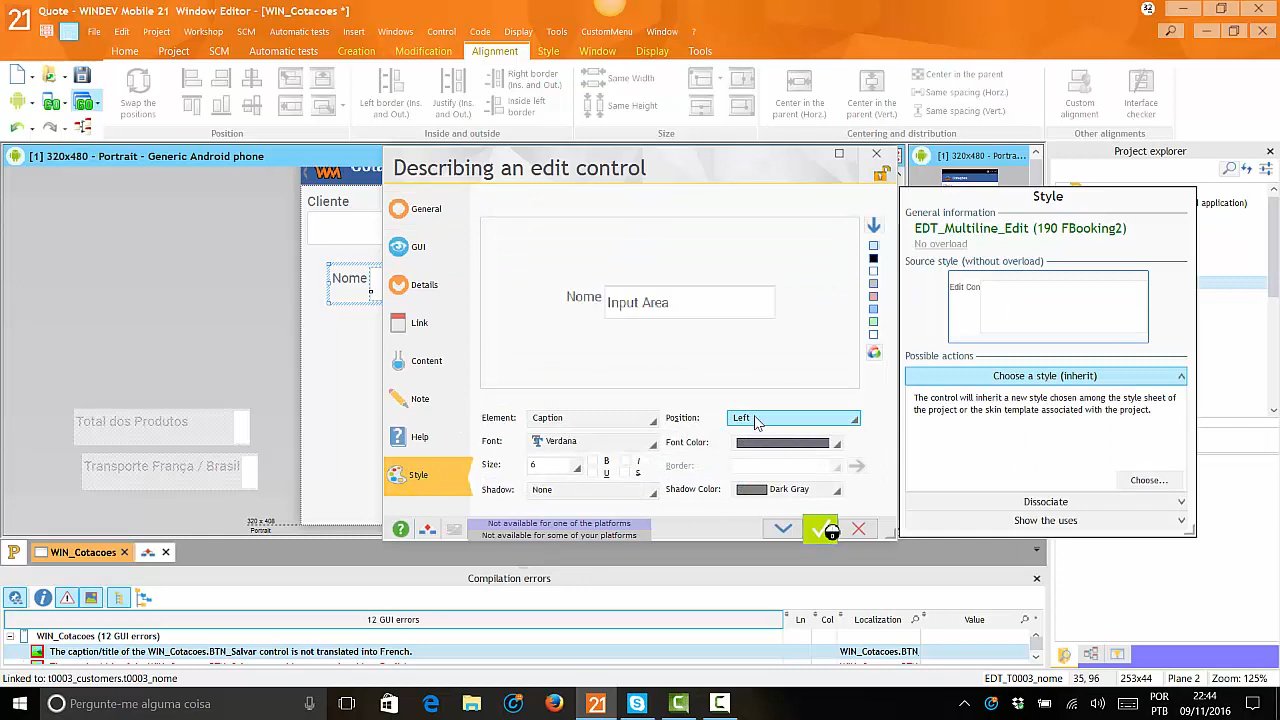 21 Quote - WINDEV Mobile 21 Window Editor - [WIN_Cotacoes *]
32
File Edit Project Workshop SCM Automatic tests Insert Windows Control Code Display Tools CustomMenu Window ?
Home Project SCM Automatic tests Creation Modification Alignment Style Window Display Tools
Swap the positions
Left border (Ins. and Out.)
Justify (Ins. and Out.)
Right border (Ins. and Out.)
Inside left border
Same Width
Same Height
Center in the parent (Horz.)
Center in the parent (Vert.)
Center in the parent
Same spacing (Horz.)
Same spacing (Vert.)
Custom alignment
Interface checker
Position Inside and outside Size Centering and distribution Other alignments
[1] 320x480 - Portrait - Generic Android phone
[1] 320x480 - Portra...
Project explorer
Cliente
Nome
Total dos Produtos
Transporte França / Brasil
320 x 408
Portrait
Describing an edit control
General
GUI
Details
Link
Content
Note
Help
Style
Nome Input Area
Element: Caption Position: Left
Font: Verdana Font Color:
Size: 6 B I U S Border:
Shadow: None Shadow Color: Dark Gray
Not available for one of the platforms
Not available for some of your platforms
Style
General information
EDT_Multiline_Edit (190 FBooking2)
No overload
Source style (without overload)
Edit Con
Possible actions
Choose a style (inherit)
The control will inherit a new style chosen among the style sheet of
the project or the skin template associated with the project.
Choose...
Dissociate
Show the uses
al application)
WIN_Cotacoes
Compilation errors
12 GUI errors Ln Col Localization Value
WIN_Cotacoes (12 GUI errors)
The caption/title of the WIN_Cotacoes.BTN_Salvar control is not translated into French. WIN_Cotacoes.BTN_
Linked to: t0003_customers.t0003_nome EDT_T0003_nome 35, 96 253x44 Plane 2 Zoom: 125%
Pergunte-me alguma coisa
21
POR
PTB
22:44
09/11/2016